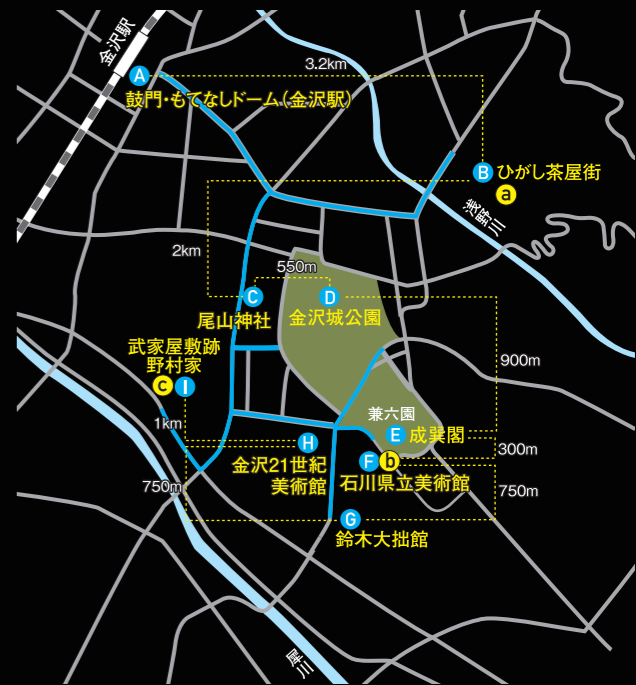 金沢駅
3.2km
A
鼓門・もてなしドーム（金沢駅）
B ひがし茶屋街
a
浅野川
2km
550m
C
尾山神社
D
金沢城公園
武家屋敷跡
野村家
c I
900m
兼六園
E 成巽閣
1km
H
金沢21世紀
美術館
300m
F b
石川県立美術館
750m
750m
G
鈴木大拙館
犀川